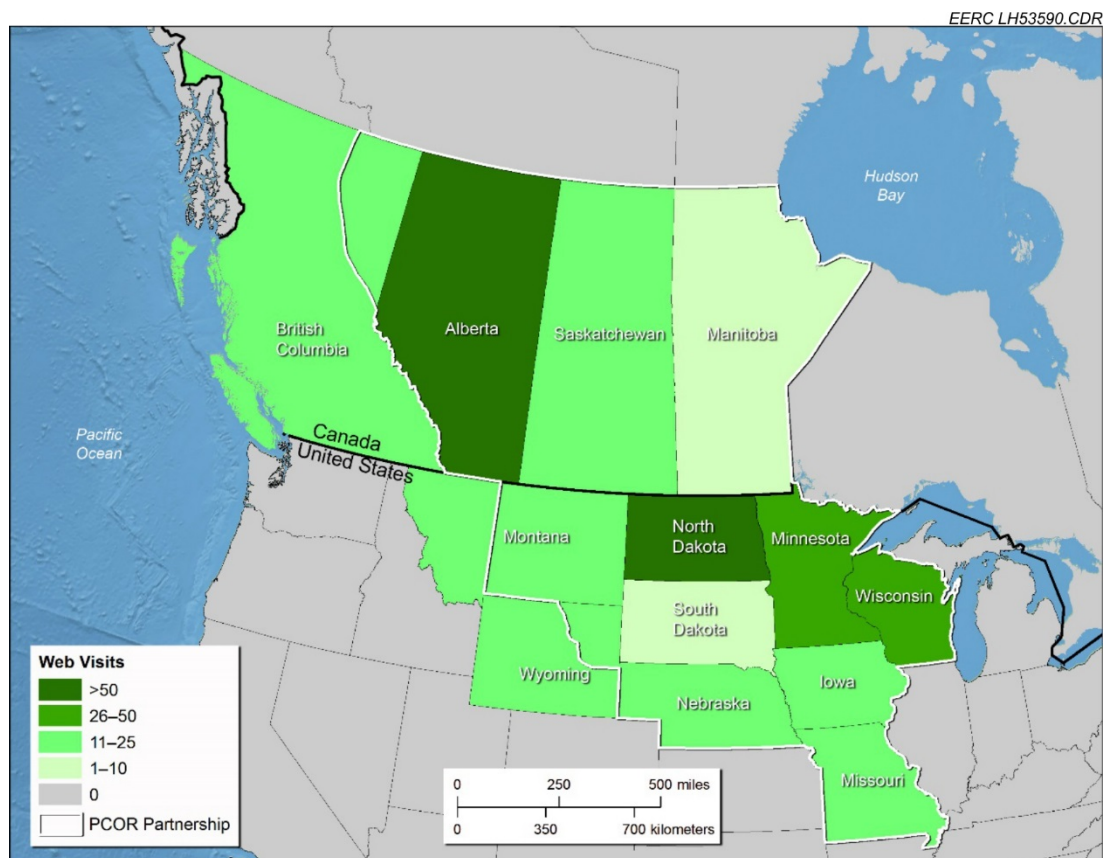 EERC LH53590.CDR
Hudson
Bay
British
Columbia
Alberta
Saskatchewan
Manitoba
Pacific
Ocean
Canada
United States
Montana
North
Dakota
Minnesota
Wisconsin
South
Dakota
Wyoming
Nebraska
Iowa
Missouri
Web Visits
>50
26–50
11–25
1–10
0
PCOR Partnership
0 250 500 miles
0 350 700 kilometers